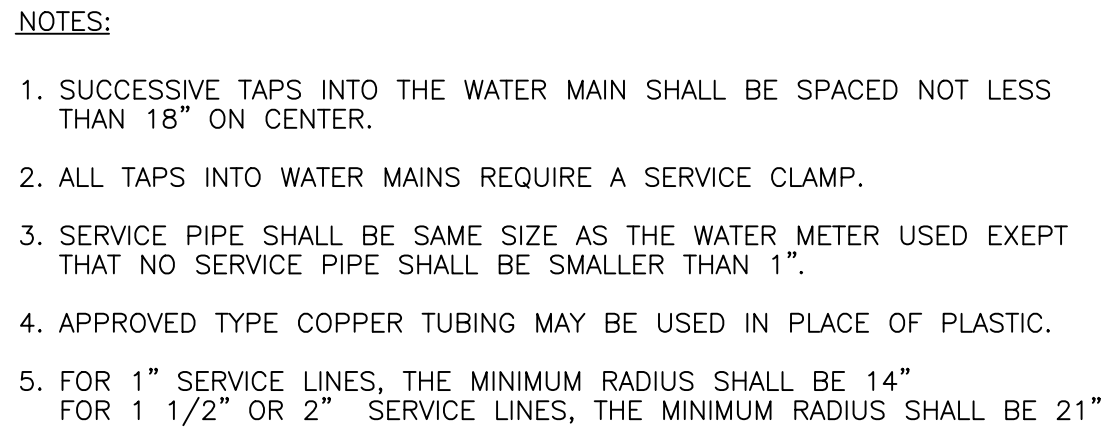 NOTES:
1. SUCCESSIVE TAPS INTO THE WATER MAIN SHALL BE SPACED NOT LESS
THAN 18” ON CENTER.
2. ALL TAPS INTO WATER MAINS REQUIRE A SERVICE CLAMP.
3. SERVICE PIPE SHALL BE SAME SIZE AS THE WATER METER USED EXEPT
THAT NO SERVICE PIPE SHALL BE SMALLER THAN 1”.
4. APPROVED TYPE COPPER TUBING MAY BE USED IN PLACE OF PLASTIC.
5. FOR 1” SERVICE LINES, THE MINIMUM RADIUS SHALL BE 14”
FOR 1 1/2” OR 2” SERVICE LINES, THE MINIMUM RADIUS SHALL BE 21”